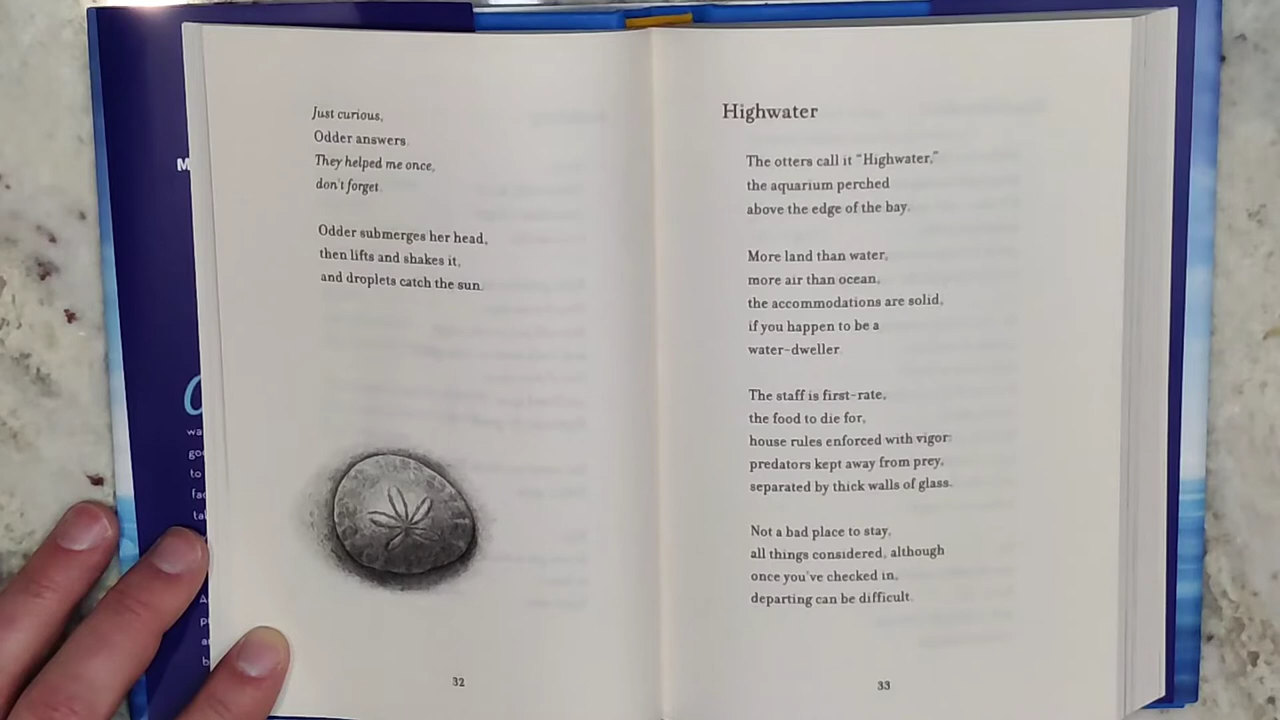 Just curious,
Odder answers.
They helped me once,
don't forget.
Odder submerges her head,
then lifts and shakes it,
and droplets catch the sun.
32
Highwater
The otters call it “Highwater,”
the aquarium perched
above the edge of the bay.
More land than water,
more air than ocean,
the accommodations are solid,
if you happen to be a
water-dweller.
The staff is first-rate,
the food to die for,
house rules enforced with vigor:
predators kept away from prey,
separated by thick walls of glass.
Not a bad place to stay,
all things considered, although
once you've checked in,
departing can be difficult.
33